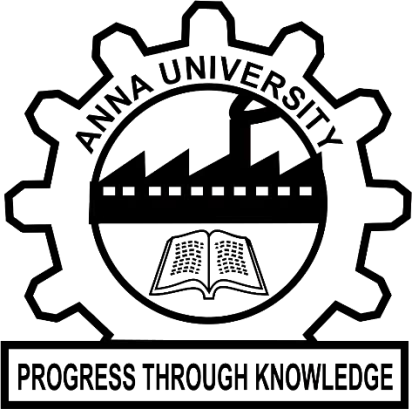 ANNA UNIVERSITY
PROGRESS THROUGH KNOWLEDGE